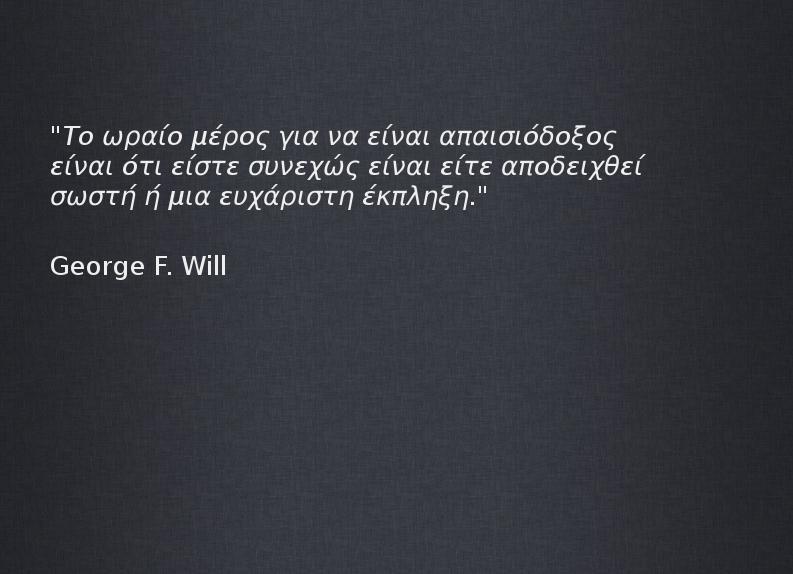 "Το ωραίο μέρος για να είναι απαισιόδοξος
είναι ότι είστε συνεχώς είναι είτε αποδειχθεί
σωστή ή μια ευχάριστη έκπληξη."
George F. Will